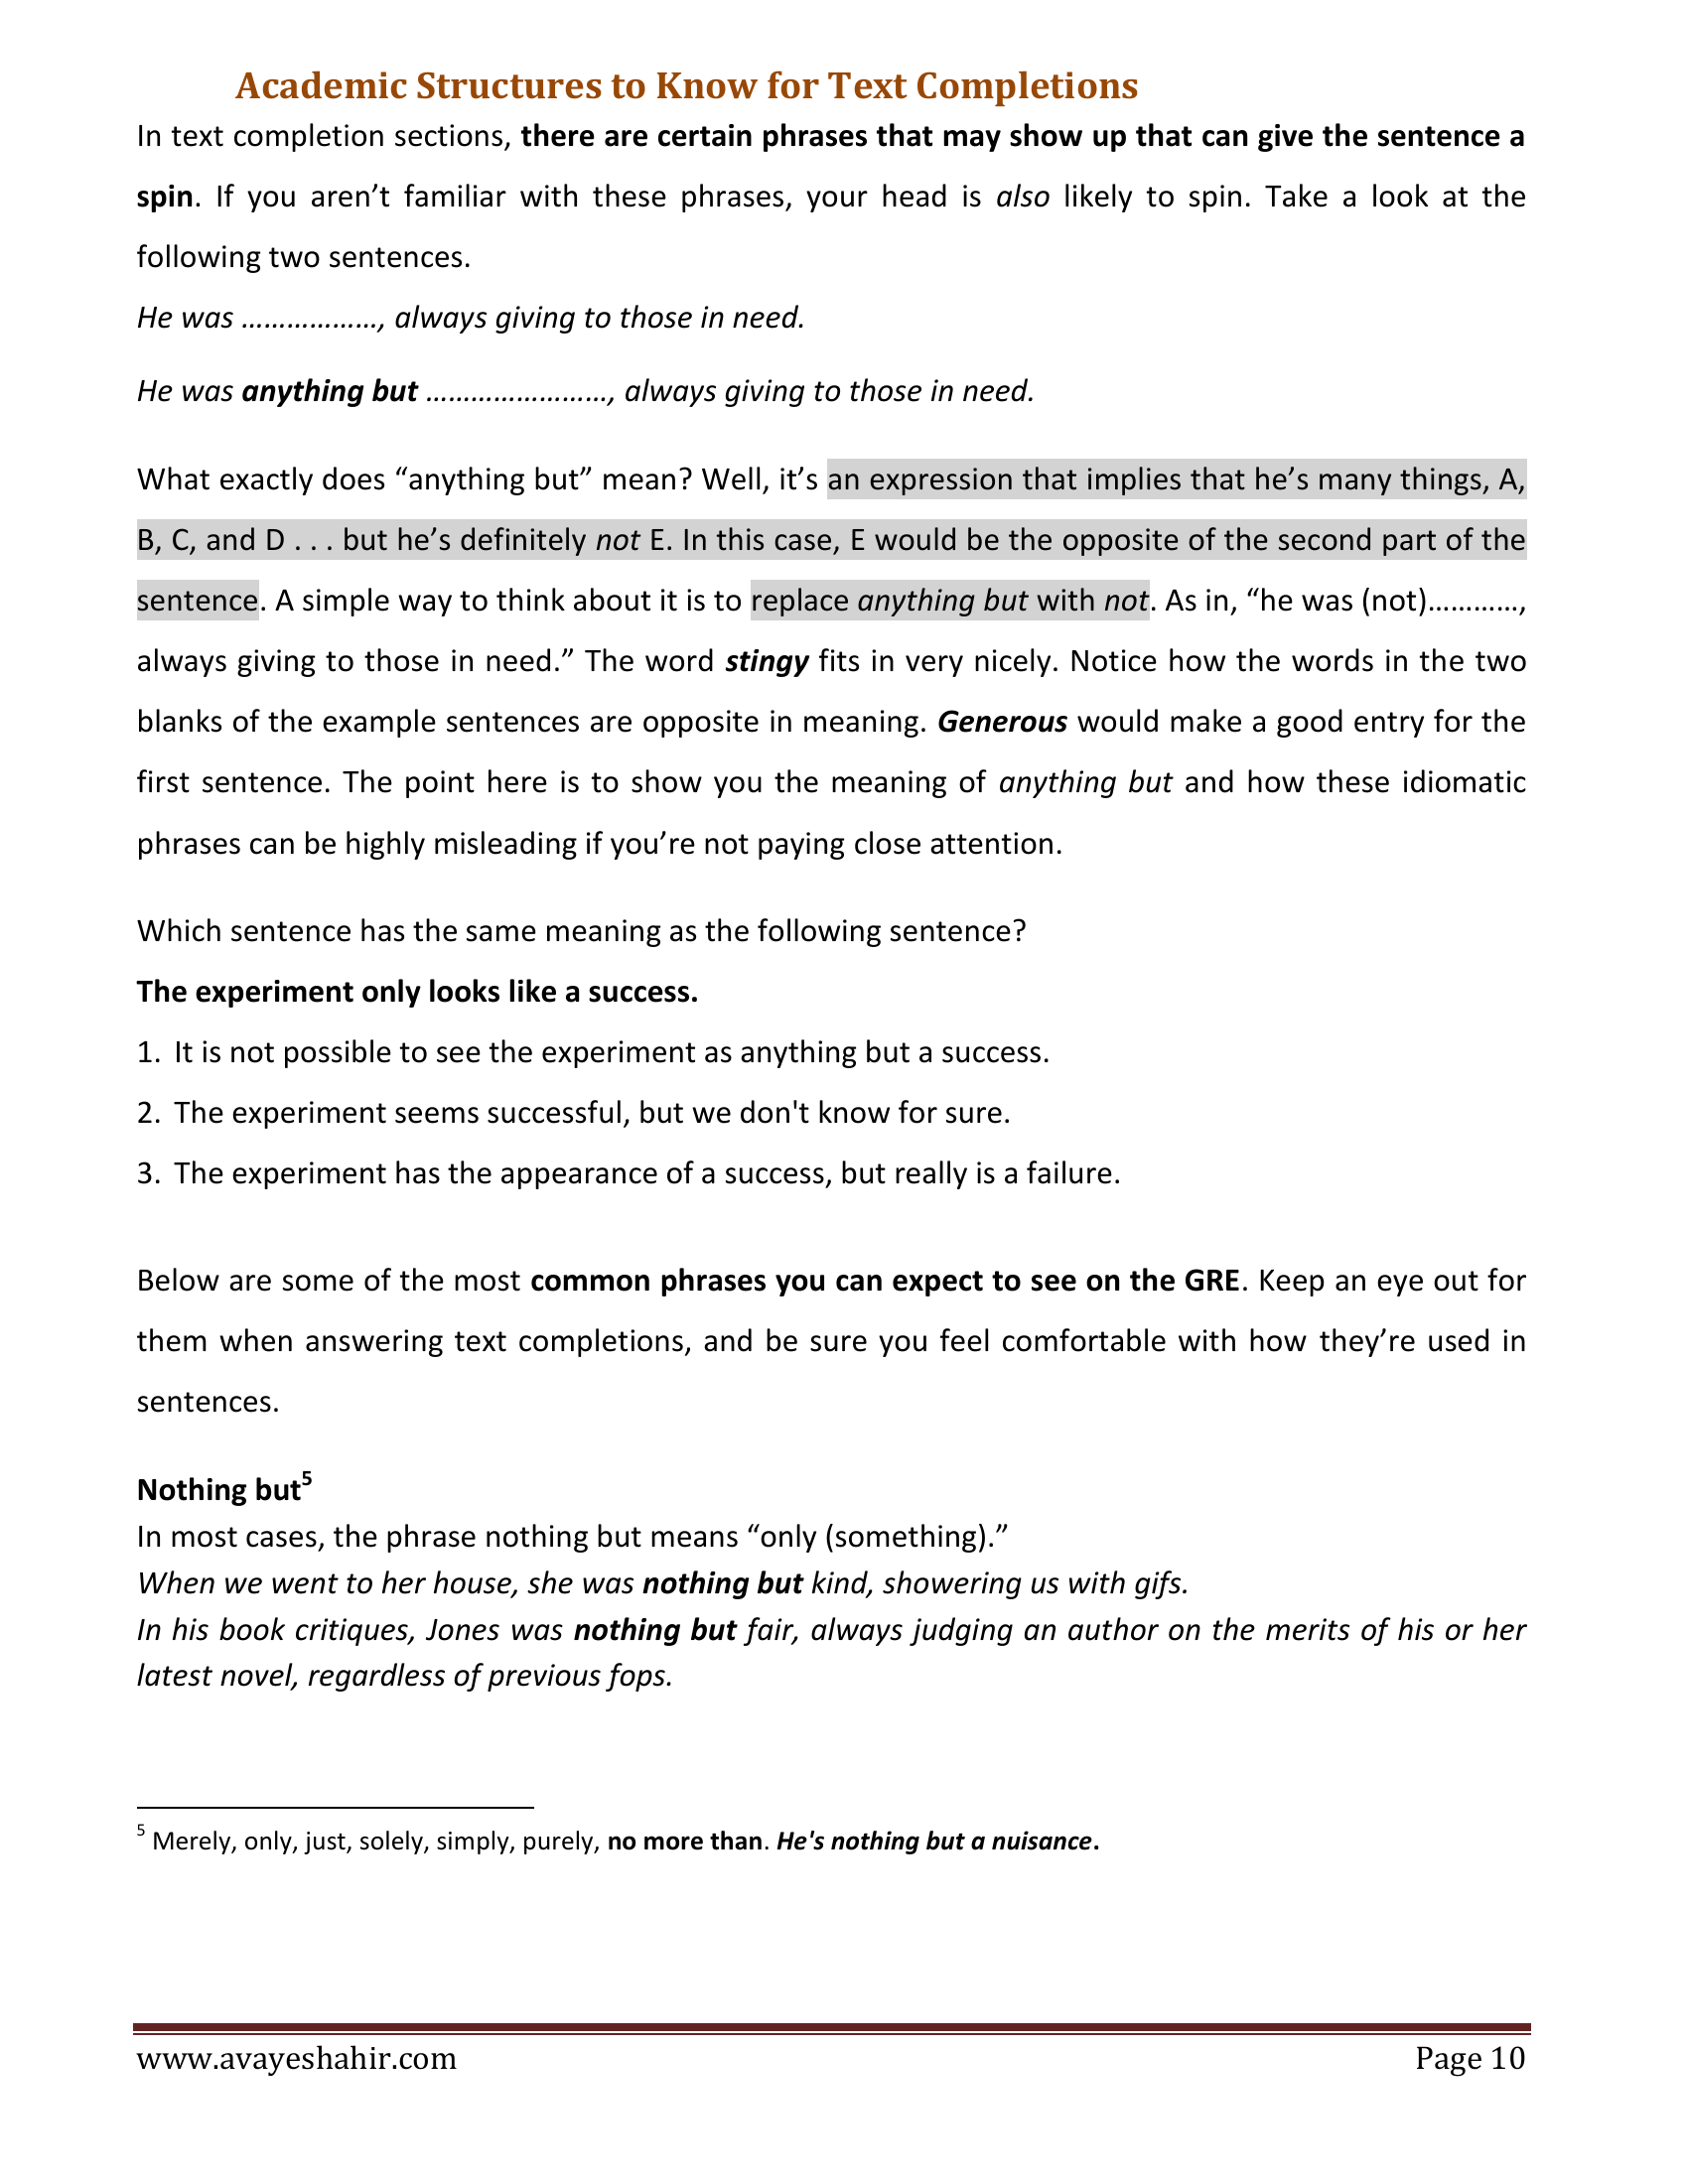 Academic Structures to Know for Text Completions
In text completion sections, there are certain phrases that may show up that can give the sentence a
spin. If you aren’t familiar with these phrases, your head is also likely to spin. Take a look at the
following two sentences.
He was ………………, always giving to those in need.
He was anything but ……………………, always giving to those in need.
What exactly does “anything but” mean? Well, it’s an expression that implies that he’s many things, A,
B, C, and D . . . but he’s definitely not E. In this case, E would be the opposite of the second part of the
sentence. A simple way to think about it is to replace anything but with not. As in, “he was (not)…………,
always giving to those in need.” The word stingy fits in very nicely. Notice how the words in the two
blanks of the example sentences are opposite in meaning. Generous would make a good entry for the
first sentence. The point here is to show you the meaning of anything but and how these idiomatic
phrases can be highly misleading if you’re not paying close attention.
Which sentence has the same meaning as the following sentence?
The experiment only looks like a success.
1. It is not possible to see the experiment as anything but a success.
2. The experiment seems successful, but we don't know for sure.
3. The experiment has the appearance of a success, but really is a failure.
Below are some of the most common phrases you can expect to see on the GRE. Keep an eye out for
them when answering text completions, and be sure you feel comfortable with how they’re used in
sentences.
Nothing but5
In most cases, the phrase nothing but means “only (something).”
When we went to her house, she was nothing but kind, showering us with gifs.
In his book critiques, Jones was nothing but fair, always judging an author on the merits of his or her
latest novel, regardless of previous fops.
5 Merely, only, just, solely, simply, purely, no more than. He's nothing but a nuisance.
www.avayeshahir.com Page 10